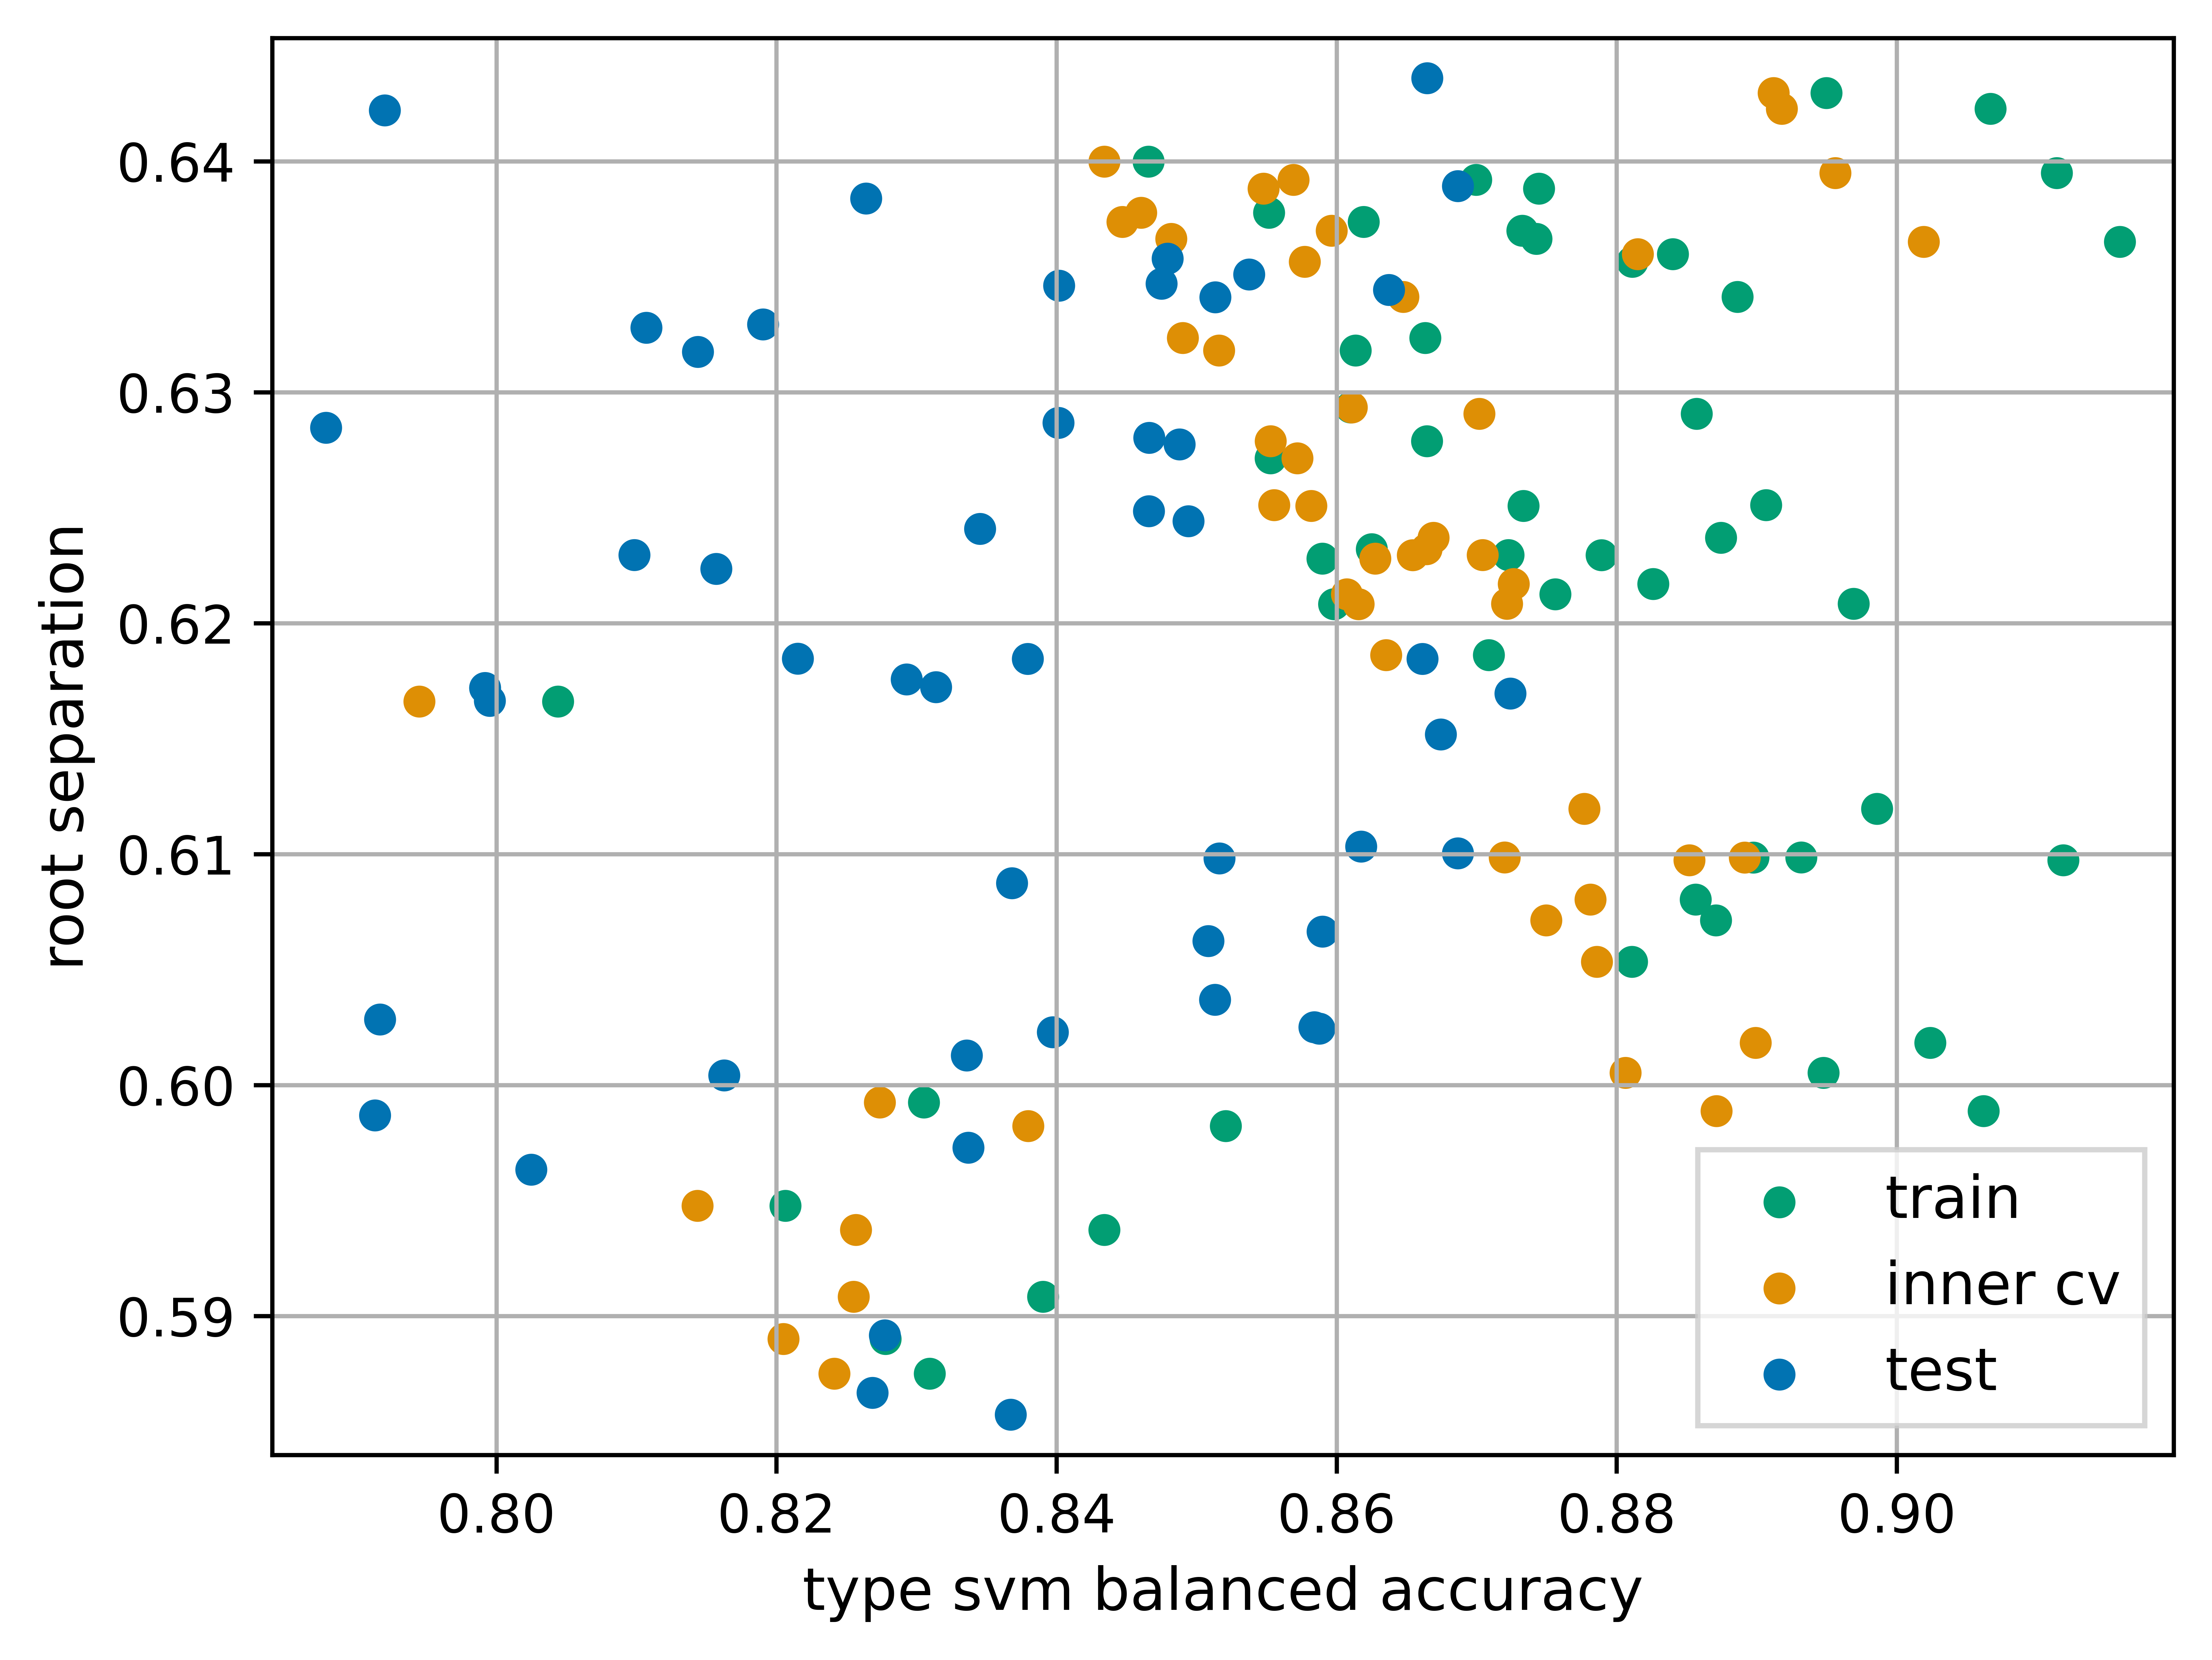 0.64
0.63
0.62
0.61
0.60
0.59
root separation
0.80 0.82 0.84 0.86 0.88 0.90
type svm balanced accuracy
train
inner cv
test